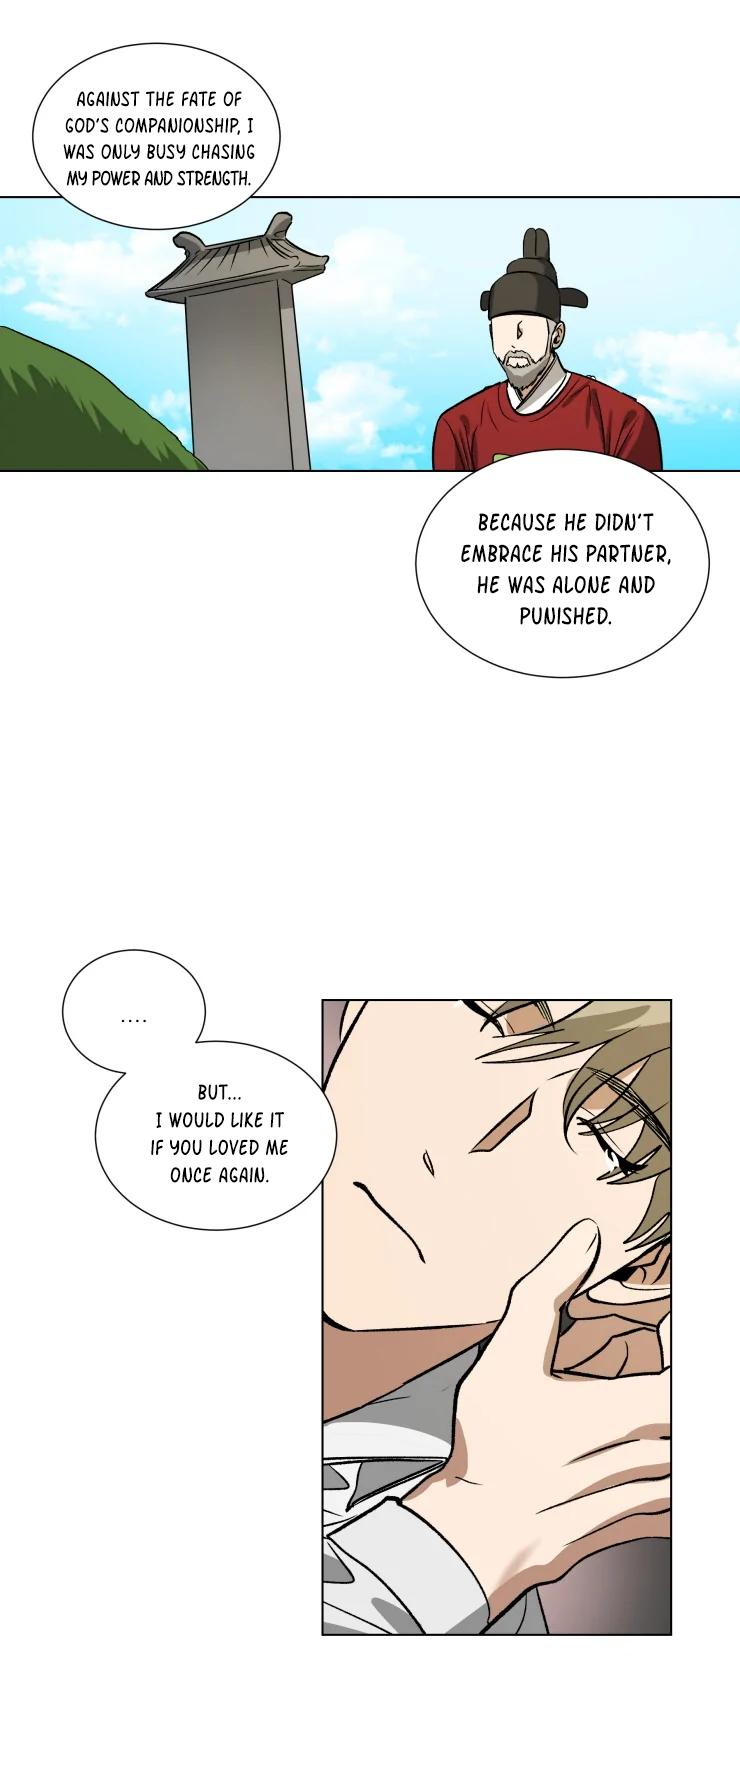 AGAINST THE FATE OF
GOD'S COMPANIONSHIP, I
WAS ONLY BUSY CHASING
MY POWER AND STRENGTH.
BECAUSE HE DIDN'T
EMBRACE HIS PARTNER,
HE WAS ALONE AND
PUNISHED.
....
BUT...
I WOULD LIKE IT
IF YOU LOVED ME
ONCE AGAIN.